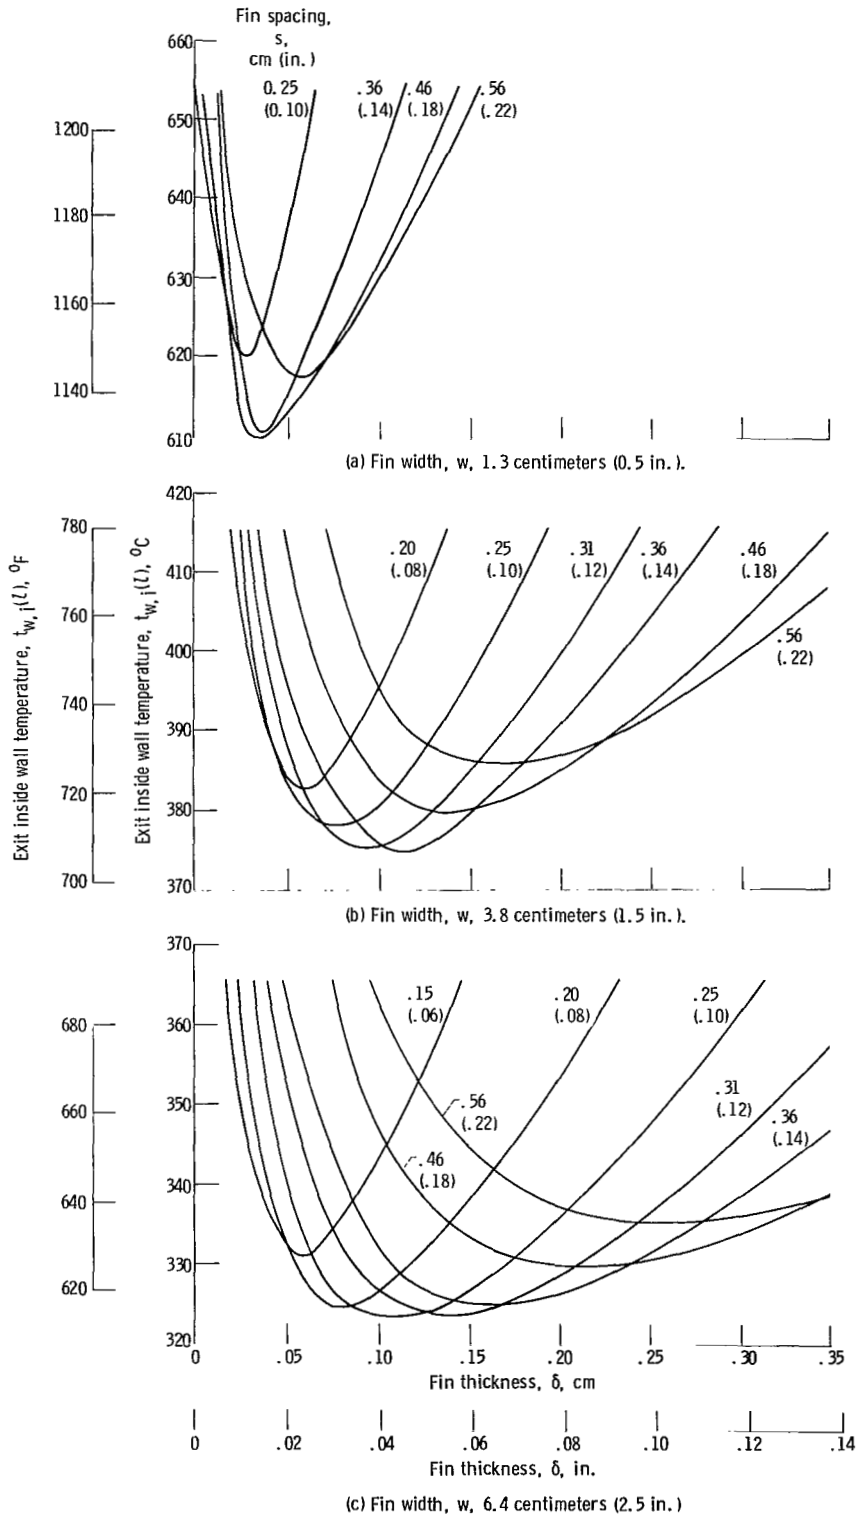 Fin spacing,
s,
cm (in.)
0.25 .36 .46 .56
(0.10) (.14) (.18) (.22)
660
650
640
630
620
610
1200
1180
1160
1140
(a) Fin width, w, 1.3 centimeters (0.5 in.).
Exit inside wall temperature, t_w, i(l), °F
Exit inside wall temperature, t_w, i(l), °C
420
410
400
390
380
370
780
760
740
720
700
.20 .25 .31 .36 .46
(.08) (.10) (.12) (.14) (.18)
.56
(.22)
(b) Fin width, w, 3.8 centimeters (1.5 in.).
370
360
350
340
330
320
680
660
640
620
.15 .20 .25
(.06) (.08) (.10)
.31
(.12)
.36
(.14)
.56
(.22)
.46
(.18)
0 .05 .10 .15 .20 .25 .30 .35
Fin thickness, δ, cm
0 .02 .04 .06 .08 .10 .12 .14
Fin thickness, δ, in.
(c) Fin width, w, 6.4 centimeters (2.5 in.)